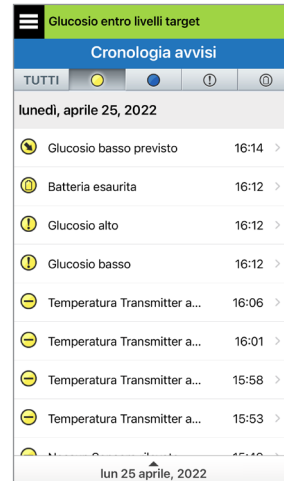 Glucosio entro livelli target
Cronologia avvisi
TUTTI
lunedì, aprile 25, 2022
Glucosio basso previsto 16:14
Batteria esaurita 16:12
Glucosio alto 16:12
Glucosio basso 16:12
Temperatura Transmitter a... 16:06
Temperatura Transmitter a... 16:01
Temperatura Transmitter a... 15:58
Temperatura Transmitter a... 15:53
lun 25 aprile, 2022